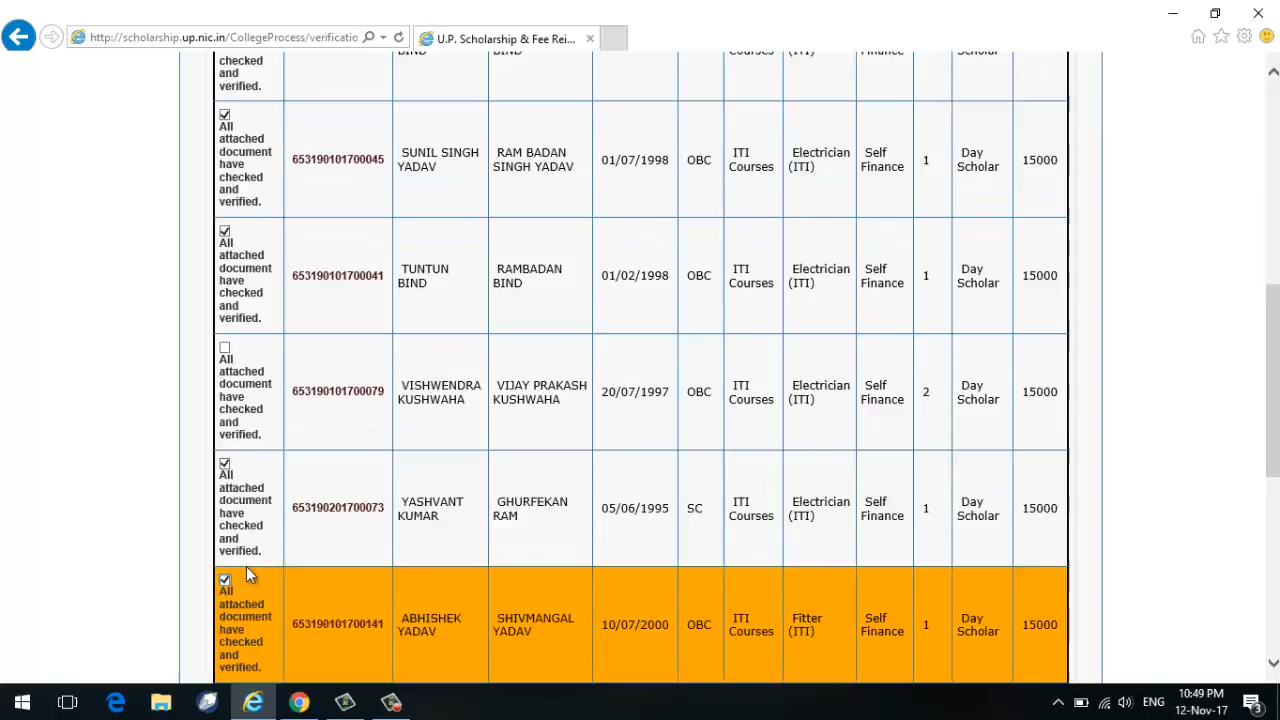 http://scholarship.up.nic.in/CollegeProcess/verificatio
U.P. Scholarship & Fee Rei...
checked
and
verified.
All
attached
document
have
checked
and
verified.
653190101700045
SUNIL SINGH
YADAV
RAM BADAN
SINGH YADAV
01/07/1998
OBC
ITI
Courses
Electrician
(ITI)
Self
Finance
1
Day
Scholar
15000
All
attached
document
have
checked
and
verified.
653190101700041
TUNTUN
BIND
RAMBADAN
BIND
01/02/1998
OBC
ITI
Courses
Electrician
(ITI)
Self
Finance
1
Day
Scholar
15000
All
attached
document
have
checked
and
verified.
653190101700079
VISHWENDRA
KUSHWAHA
VIJAY PRAKASH
KUSHWAHA
20/07/1997
OBC
ITI
Courses
Electrician
(ITI)
Self
Finance
2
Day
Scholar
15000
All
attached
document
have
checked
and
verified.
653190201700073
YASHVANT
KUMAR
GHURFEKAN
RAM
05/06/1995
SC
ITI
Courses
Electrician
(ITI)
Self
Finance
1
Day
Scholar
15000
All
attached
document
have
checked
and
verified.
653190101700141
ABHISHEK
YADAV
SHIVMANGAL
YADAV
10/07/2000
OBC
ITI
Courses
Fitter
(ITI)
Self
Finance
1
Day
Scholar
15000
ENG
10:49 PM
12-Nov-17
3